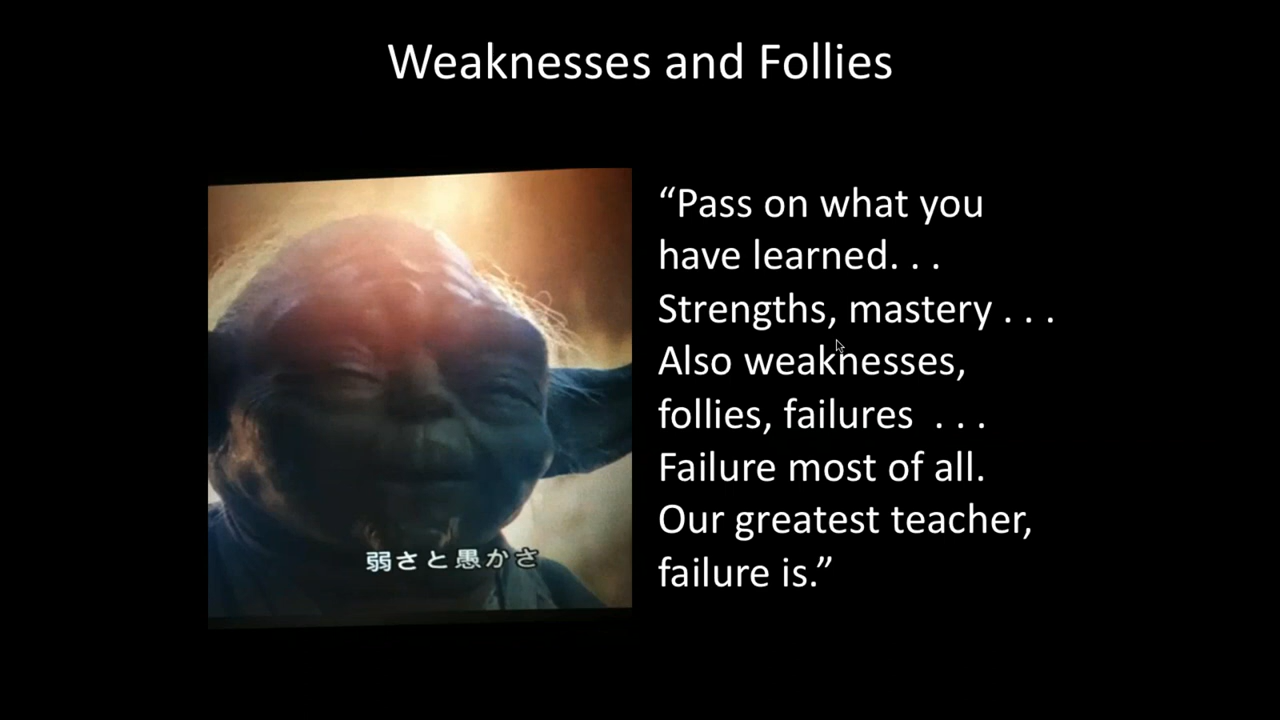 Weaknesses and Follies
弱さと愚かさ
“Pass on what you
have learned. . .
Strengths, mastery . . .
Also weaknesses,
follies, failures  . . .
Failure most of all.
Our greatest teacher,
failure is.”